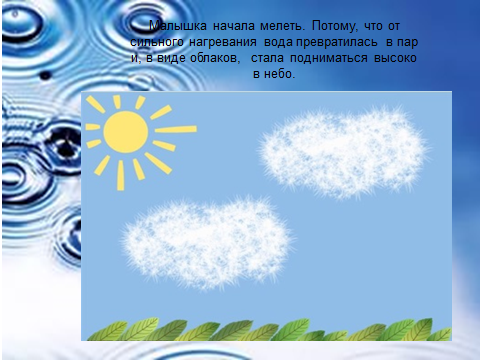 Малышка начала мелеть. Потому, что от
сильного нагревания вода превратилась в пар
и, в виде облаков, стала подниматься высоко
в небо.